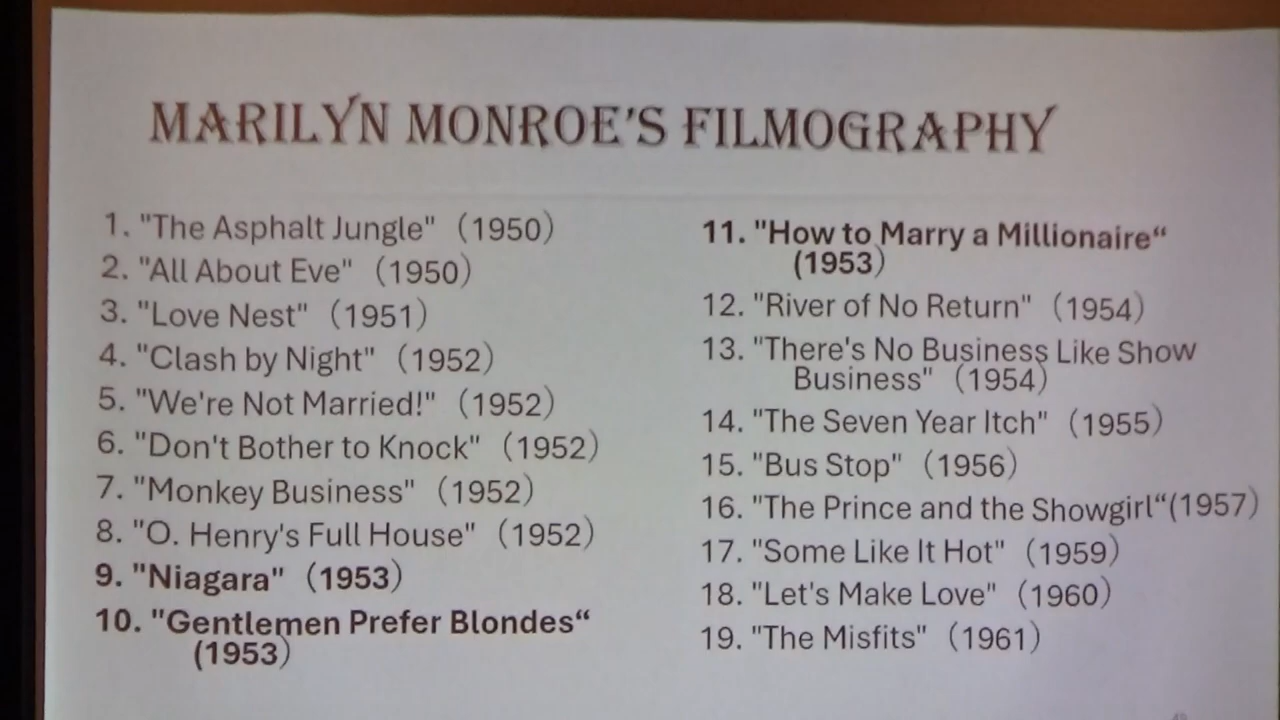 MARILYN MONROE'S FILMOGRAPHY
1. "The Asphalt Jungle"（1950）
2. "All About Eve"（1950）
3. "Love Nest"（1951）
4. "Clash by Night"（1952）
5. "We're Not Married!"（1952）
6. "Don't Bother to Knock"（1952）
7. "Monkey Business"（1952）
8. "O. Henry's Full House"（1952）
9. "Niagara"（1953）
10. "Gentlemen Prefer Blondes“
(1953）
11. "How to Marry a Millionaire“
(1953）
12. "River of No Return"（1954）
13. "There's No Business Like Show
Business"（1954）
14. "The Seven Year Itch"（1955）
15. "Bus Stop"（1956）
16. "The Prince and the Showgirl“(1957）
17. "Some Like It Hot"（1959）
18. "Let's Make Love"（1960）
19. "The Misfits"（1961）